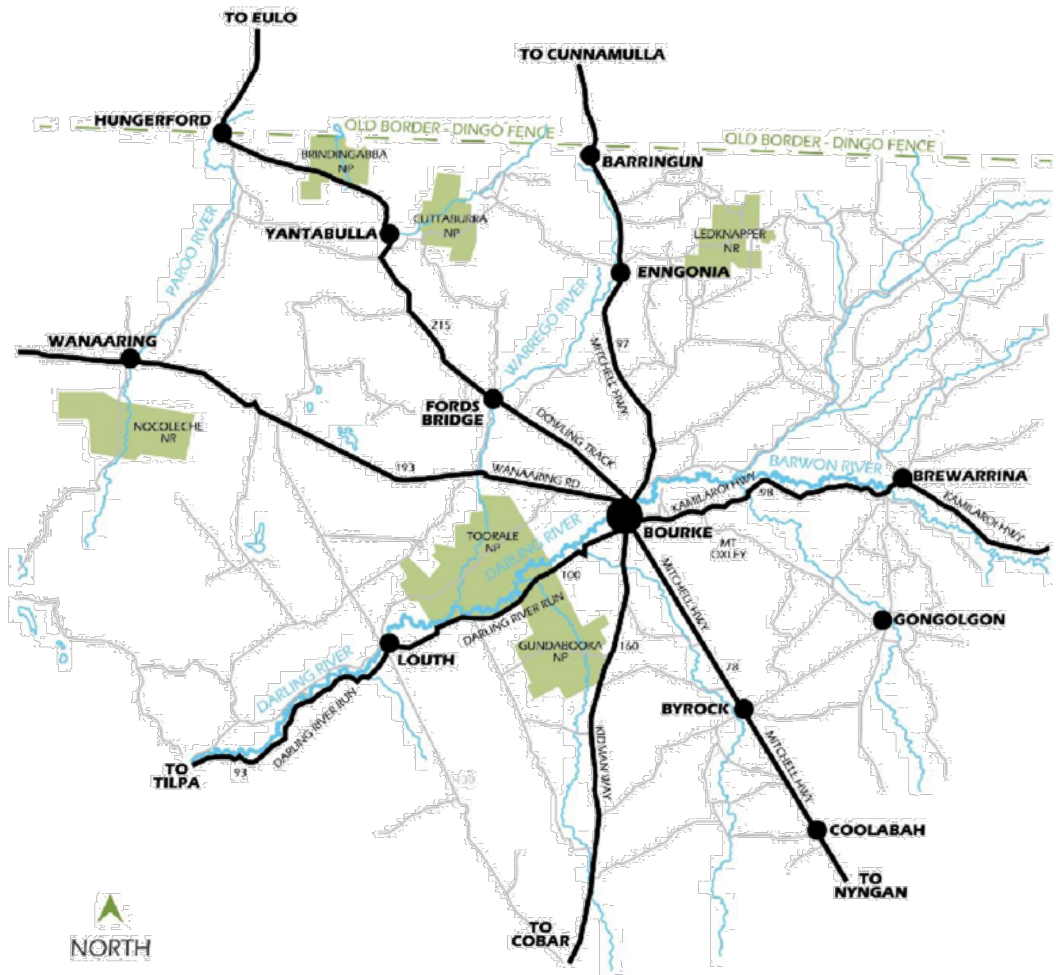 TO EULO
TO CUNNAMULLA
HUNGERFORD
OLD BORDER - DINGO FENCE
OLD BORDER - DINGO FENCE
BRINDINGABBA
NP
BARRINGUN
CUTTABURRA
NP
YANTABULLA
LEDKNAPPER
NR
PAROO RIVER
ENNGONIA
WARREGO RIVER
215
97
MITCHELL HWY
WANAARING
FORDS
BRIDGE
NOCOLECHE
NR
DOWLING TRACK
193
WANAARING RD
BARWON RIVER
BREWARRINA
KAMILAROI HWY
98
KAMILAROI HWY
BOURKE
TOORALE
NP
DARLING RIVER
MT
OXLEY
100
DARLING RIVER RUN
MITCHELL HWY
GONGOLGON
LOUTH
GUNDABOOKA
NP
160
78
DARLING RIVER
DARLING RIVER RUN
BYROCK
93
TO
TILPA
KIDMAN WAY
MITCHELL HWY
COOLABAH
TO
NYNGAN
TO
COBAR
NORTH